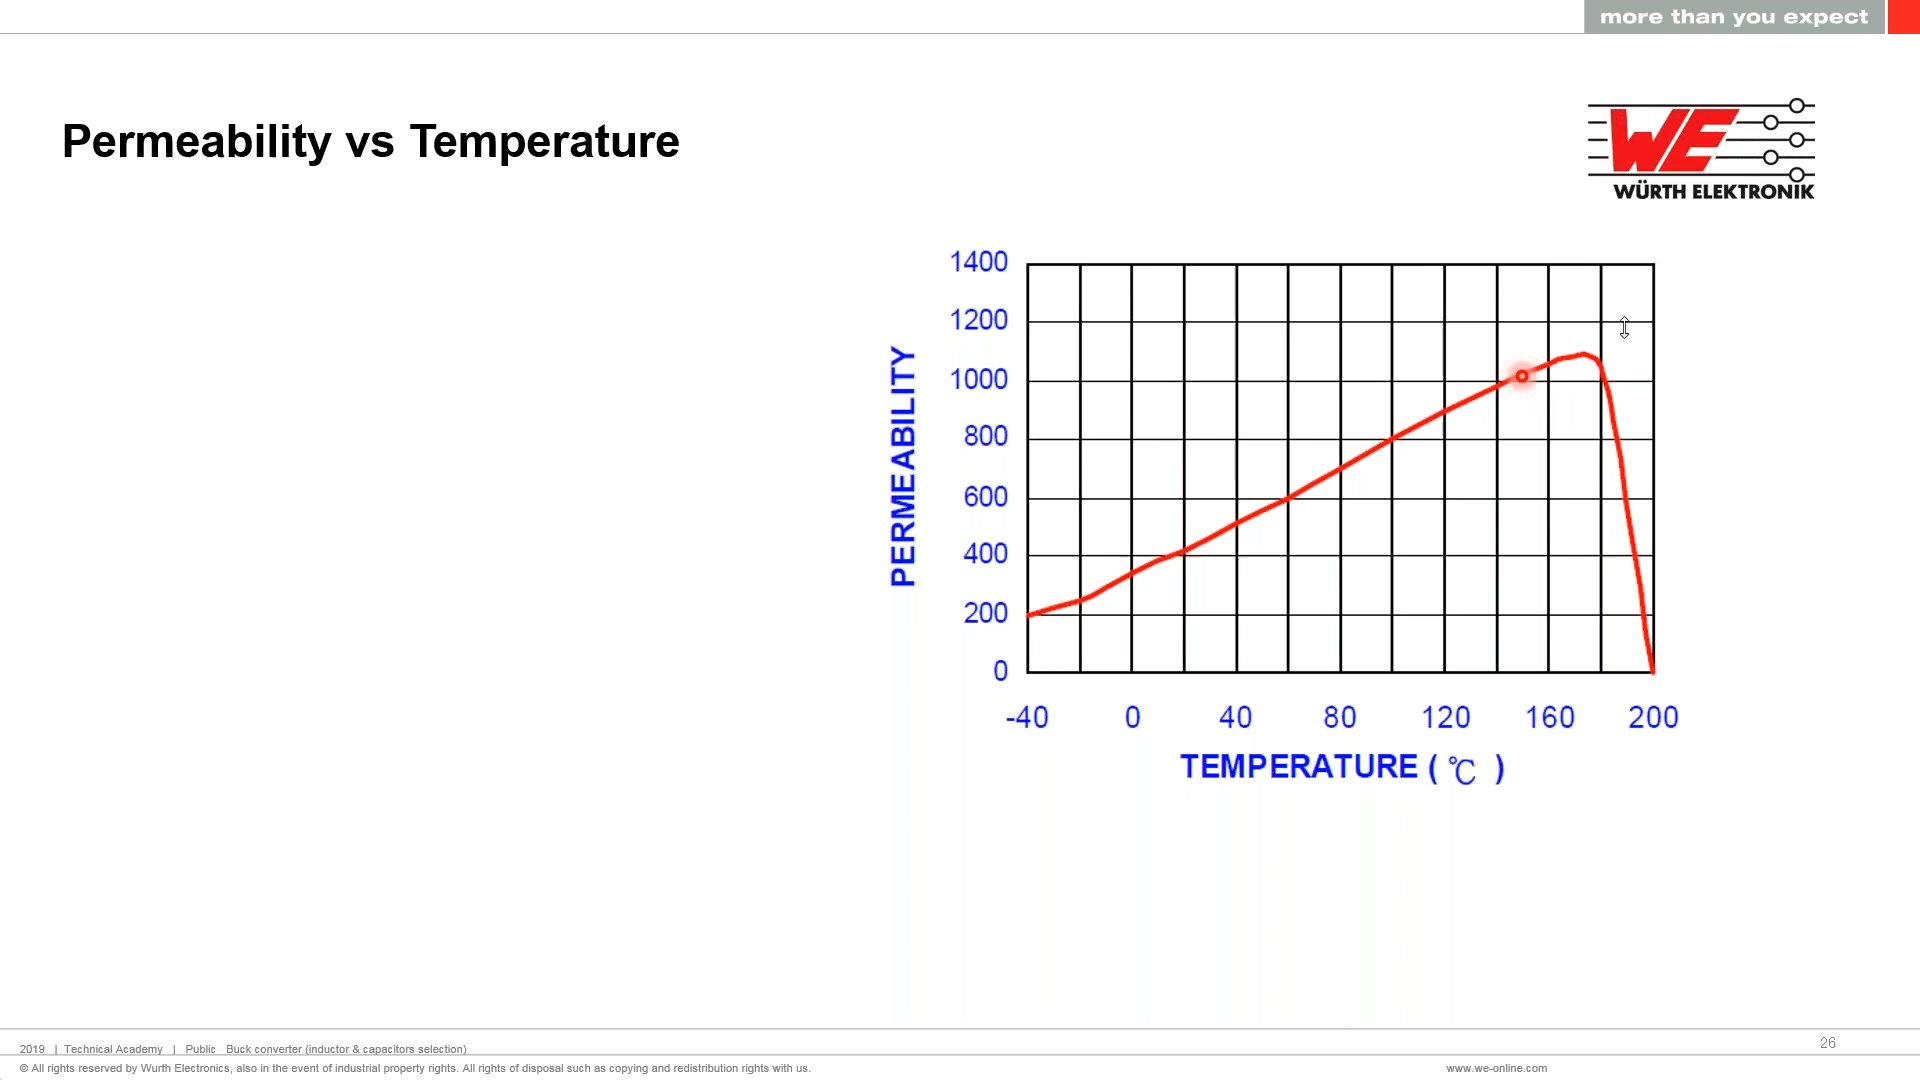 more than you expect
Permeability vs Temperature
WE
WÜRTH ELEKTRONIK
1400
1200
1000
800
600
400
200
0
PERMEABILITY
-40 0 40 80 120 160 200
TEMPERATURE ( ℃ )
2019 | Technical Academy | Public Buck converter (inductor & capacitors selection)
26
© All rights reserved by Wurth Electronics, also in the event of industrial property rights. All rights of disposal such as copying and redistribution rights with us.
www.we-online.com